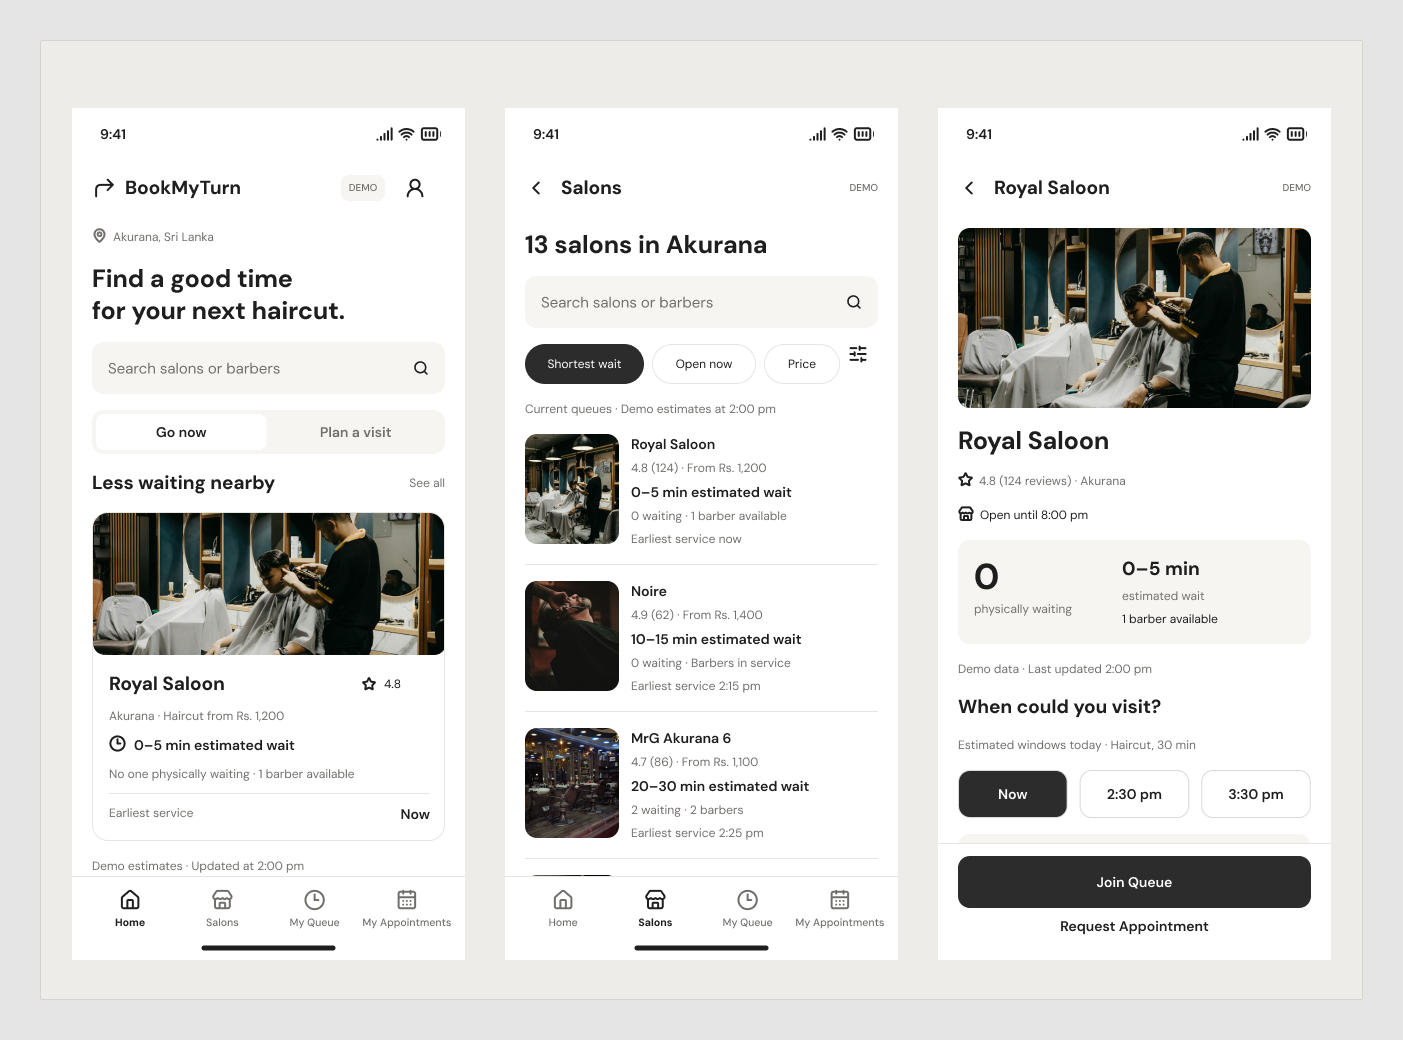 9:41
BookMyTurn
DEMO
Akurana, Sri Lanka
Find a good time
for your next haircut.
Search salons or barbers
Go now
Plan a visit
Less waiting nearby
See all
Royal Saloon
4.8
Akurana · Haircut from Rs. 1,200
0–5 min estimated wait
No one physically waiting · 1 barber available
Earliest service
Now
Demo estimates · Updated at 2:00 pm
Home
Salons
My Queue
My Appointments
9:41
Salons
DEMO
13 salons in Akurana
Search salons or barbers
Shortest wait
Open now
Price
Current queues · Demo estimates at 2:00 pm
Royal Saloon
4.8 (124) · From Rs. 1,200
0–5 min estimated wait
0 waiting · 1 barber available
Earliest service now
Noire
4.9 (62) · From Rs. 1,400
10–15 min estimated wait
0 waiting · Barbers in service
Earliest service 2:15 pm
MrG Akurana 6
4.7 (86) · From Rs. 1,100
20–30 min estimated wait
2 waiting · 2 barbers
Earliest service 2:25 pm
Home
Salons
My Queue
My Appointments
9:41
Royal Saloon
DEMO
Royal Saloon
4.8 (124 reviews) · Akurana
Open until 8:00 pm
0
physically waiting
0–5 min
estimated wait
1 barber available
Demo data · Last updated 2:00 pm
When could you visit?
Estimated windows today · Haircut, 30 min
Now
2:30 pm
3:30 pm
Join Queue
Request Appointment